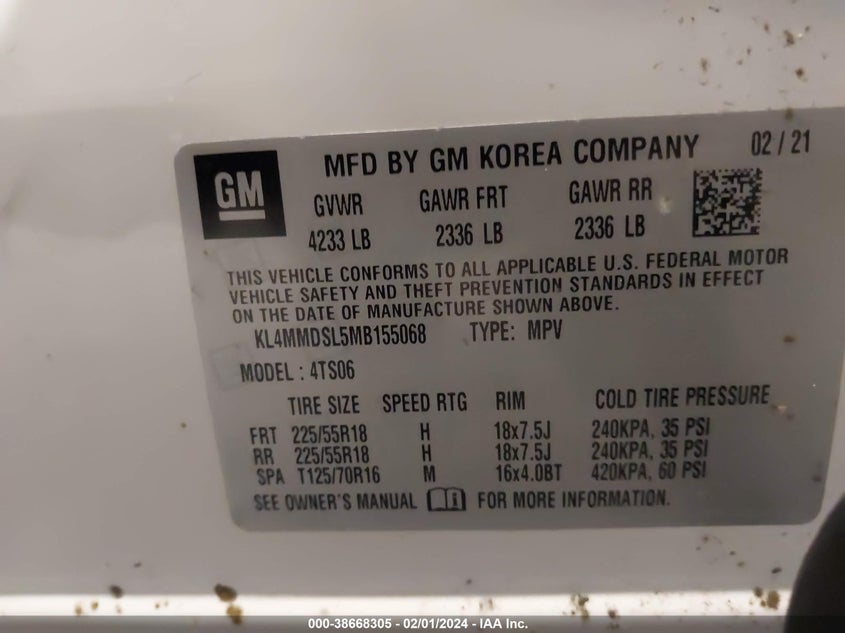 GM
MFD BY GM KOREA COMPANY 02 / 21
GVWR GAWR FRT GAWR RR
4233 LB 2336 LB 2336 LB
THIS VEHICLE CONFORMS TO ALL APPLICABLE U.S. FEDERAL MOTOR
VEHICLE SAFETY AND THEFT PREVENTION STANDARDS IN EFFECT
ON THE DATE OF MANUFACTURE SHOWN ABOVE.
KL4MMDSL5MB155068 TYPE: MPV
MODEL : 4TS06
TIRE SIZE SPEED RTG RIM COLD TIRE PRESSURE
FRT 225/55R18 H 18x7.5J 240KPA, 35 PSI
RR 225/55R18 H 18x7.5J 240KPA, 35 PSI
SPA T125/70R16 M 16x4.0BT 420KPA, 60 PSI
SEE OWNER'S MANUAL FOR MORE INFORMATION.
000-38668305 - 02/01/2024 - IAA Inc.